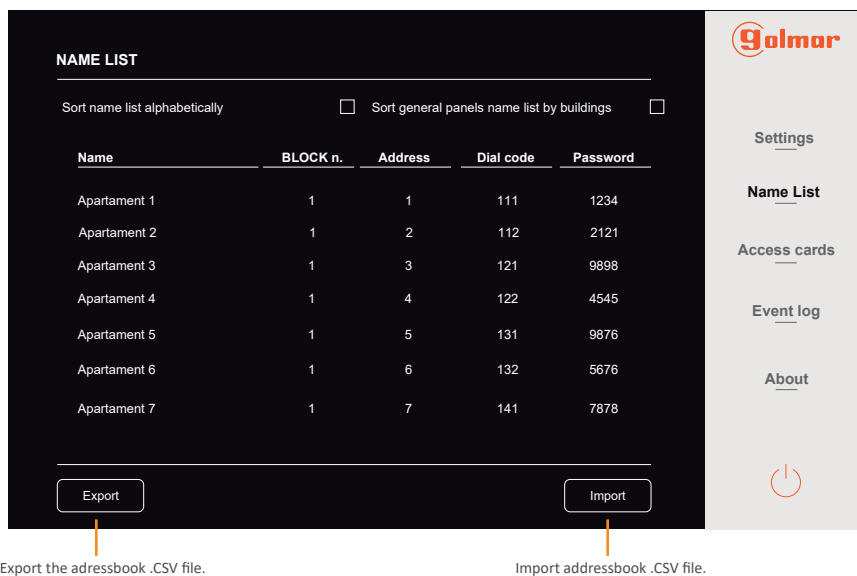 golmar
NAME LIST
Sort name list alphabetically Sort general panels name list by buildings
Name BLOCK n. Address Dial code Password
Apartament 1 1 1 111 1234
Apartament 2 1 2 112 2121
Apartament 3 1 3 121 9898
Apartament 4 1 4 122 4545
Apartament 5 1 5 131 9876
Apartament 6 1 6 132 5676
Apartament 7 1 7 141 7878
Export Import
Settings
Name List
Access cards
Event log
About
Export the adressbook .CSV file. Import addressbook .CSV file.